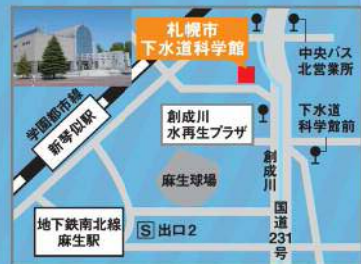 札幌市
下水道科学館
中央バス
北営業所
学園都市線
新琴似駅
創成川
水再生プラザ
下水道
科学館前
麻生球場
創成川
国道
231
号
地下鉄南北線
麻生駅
S 出口2